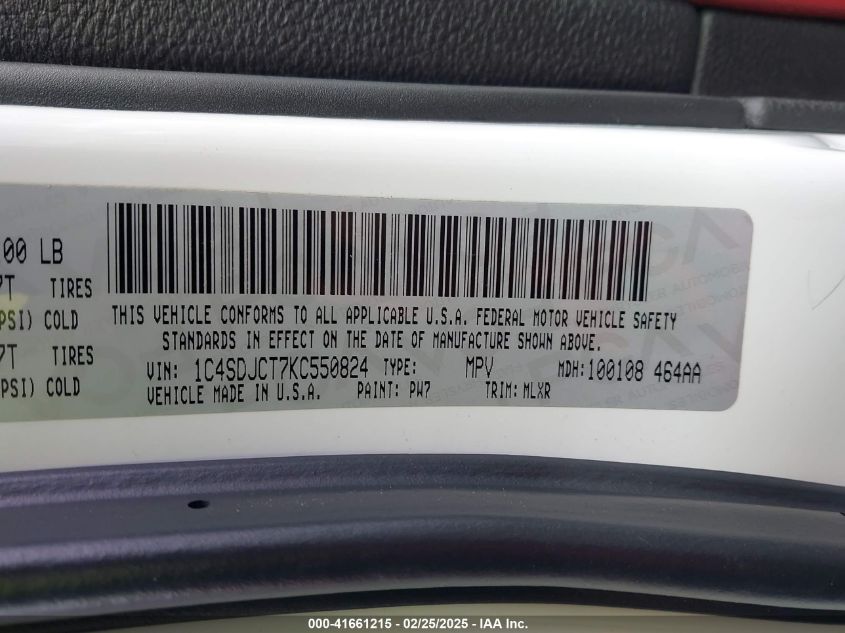 00 LB
7T TIRES
PSI) COLD
7T TIRES
PSI) COLD
THIS VEHICLE CONFORMS TO ALL APPLICABLE U.S.A. FEDERAL MOTOR VEHICLE SAFETY
STANDARDS IN EFFECT ON THE DATE OF MANUFACTURE SHOWN ABOVE.
VIN: 1C4SDJCT7KC550824 TYPE: MPV MDH:100108 464AA
VEHICLE MADE IN U.S.A. PAINT: PW7 TRIM: MLXR
000-41661215 - 02/25/2025 - IAA Inc.